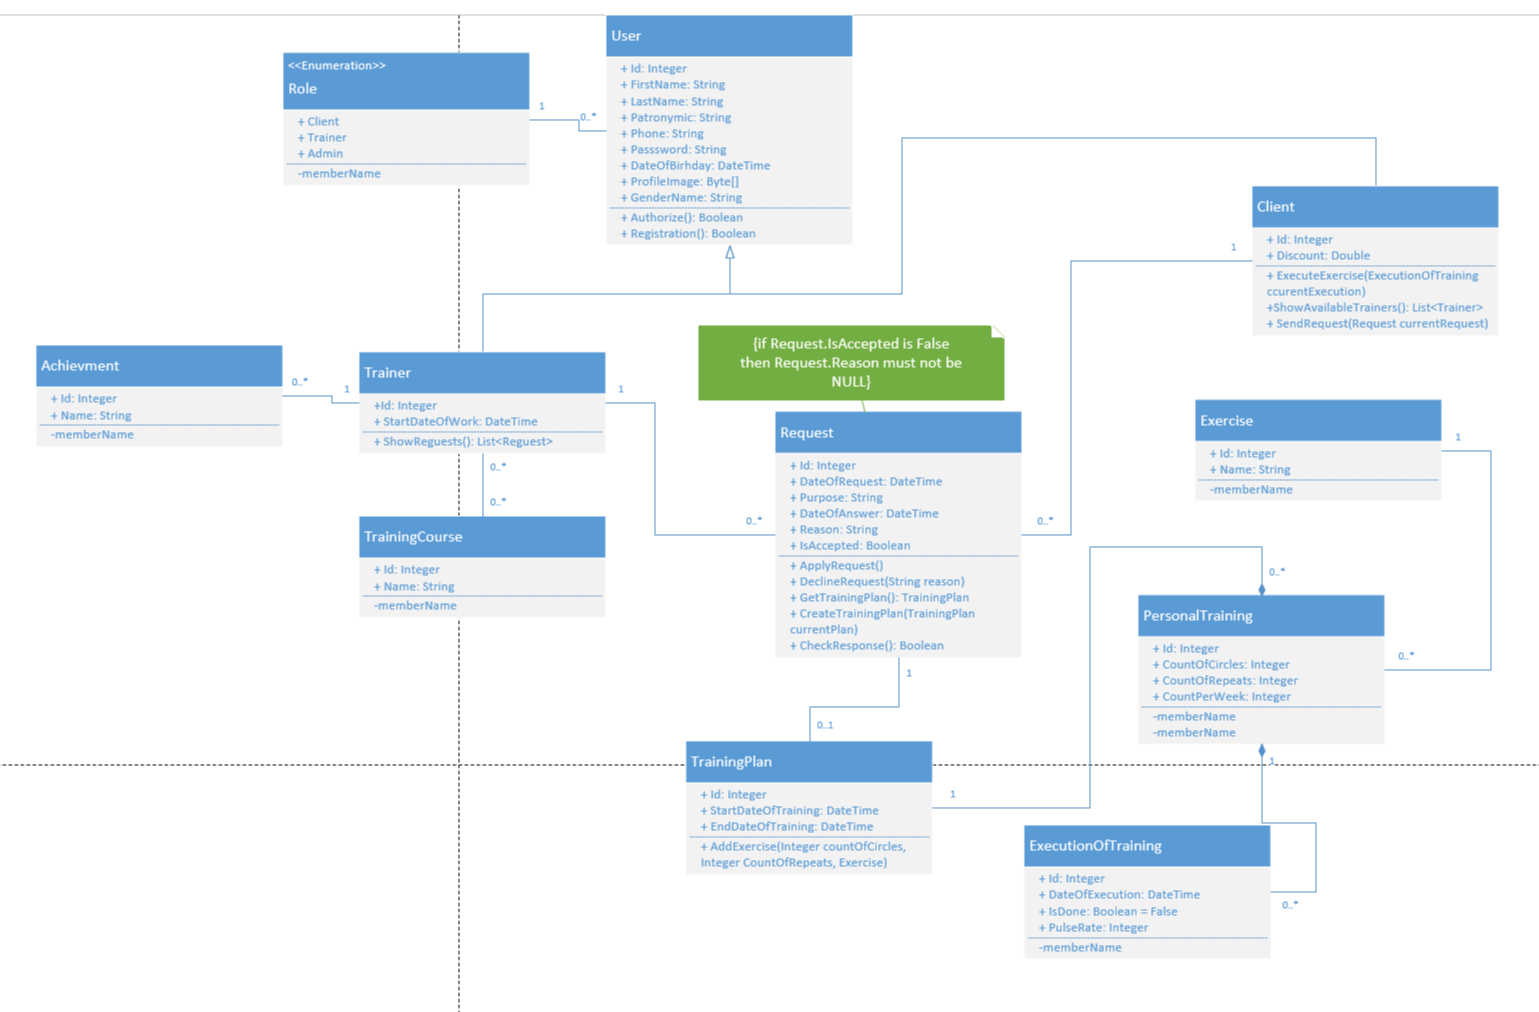 <<Enumeration>>
Role
+ Client
+ Trainer
+ Admin
-memberName
1
0..*
User
+ Id: Integer
+ FirstName: String
+ LastName: String
+ Patronymic: String
+ Phone: String
+ Passsword: String
+ DateOfBirhday: DateTime
+ ProfileImage: Byte[]
+ GenderName: String
+ Authorize(): Boolean
+ Registration(): Boolean
Client
+ Id: Integer
+ Discount: Double
+ ExecuteExercise(ExecutionOfTraining
ccurentExecution)
+ShowAvailableTrainers(): List<Trainer>
+ SendRequest(Request currentRequest)
1
Achievment
+ Id: Integer
+ Name: String
-memberName
0..*
1
Trainer
+Id: Integer
+ StartDateOfWork: DateTime
+ ShowReguests(): List<Reguest>
1
0..*
0..*
TrainingCourse
+ Id: Integer
+ Name: String
-memberName
{if Request.IsAccepted is False
then Request.Reason must not be
NULL}
Request
+ Id: Integer
+ DateOfRequest: DateTime
+ Purpose: String
+ DateOfAnswer: DateTime
+ Reason: String
+ IsAccepted: Boolean
+ ApplyRequest()
+ DeclineRequest(String reason)
+ GetTrainingPlan(): TrainingPlan
+ CreateTrainingPlan(TrainingPlan
currentPlan)
+ CheckResponse(): Boolean
0..*
0..*
1
0..1
Exercise
+ Id: Integer
+ Name: String
-memberName
1
0..*
0..*
PersonalTraining
+ Id: Integer
+ CountOfCircles: Integer
+ CountOfRepeats: Integer
+ CountPerWeek: Integer
-memberName
-memberName
1
TrainingPlan
+ Id: Integer
+ StartDateOfTraining: DateTime
+ EndDateOfTraining: DateTime
+ AddExercise(Integer countOfCircles,
Integer CountOfRepeats, Exercise)
1
ExecutionOfTraining
+ Id: Integer
+ DateOfExecution: DateTime
+ IsDone: Boolean = False
+ PulseRate: Integer
-memberName
0..*